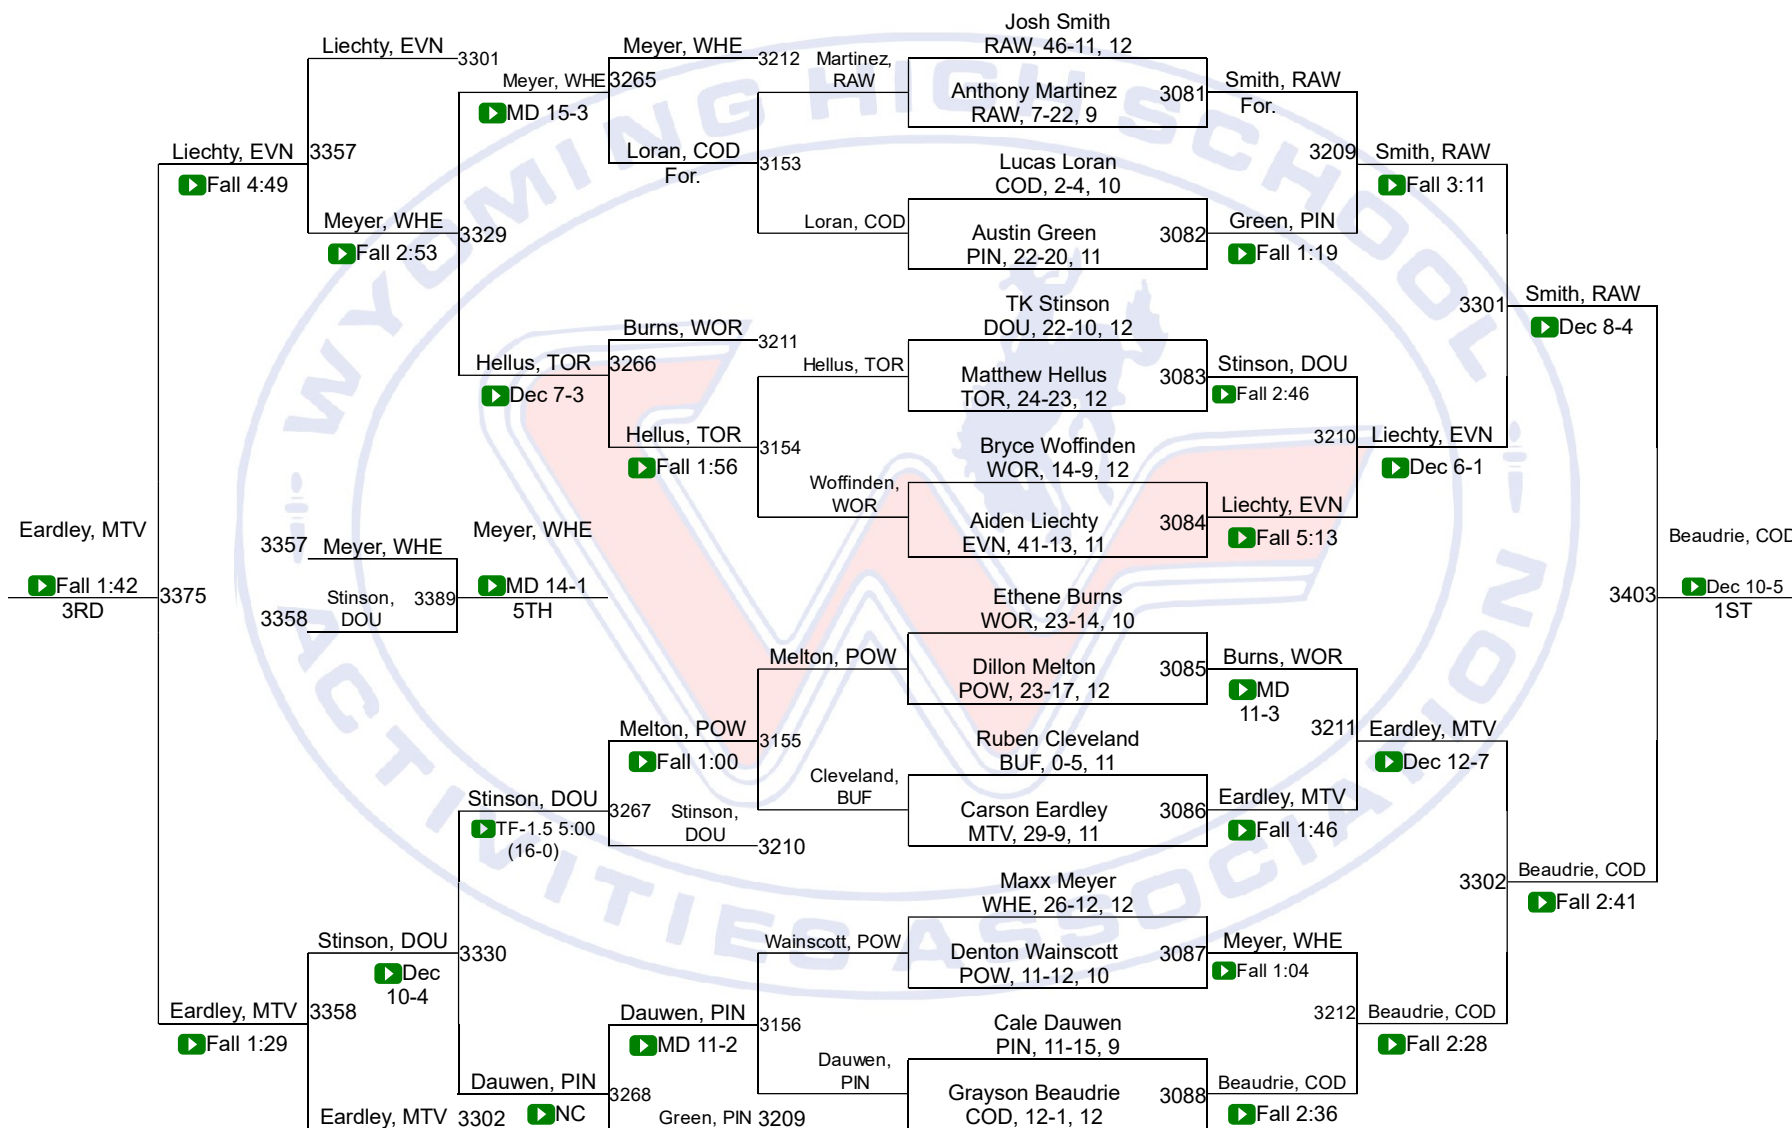 WYOMING HIGH SCHOOL
ACTIVITIES ASSOCIATION
Liechty, EVN
3301
Meyer, WHE
3265
MD 15-3
Meyer, WHE
3212
Loran, COD
For.
3153
Martinez,
RAW
Loran, COD
Josh Smith
RAW, 46-11, 12
Anthony Martinez
RAW, 7-22, 9
3081
Smith, RAW
For.
Lucas Loran
COD, 2-4, 10
Austin Green
PIN, 22-20, 11
3082
Green, PIN
Fall 1:19
3209
Smith, RAW
Fall 3:11
Liechty, EVN
3357
Fall 4:49
Meyer, WHE
3329
Fall 2:53
Hellus, TOR
3266
Dec 7-3
Burns, WOR
3211
Hellus, TOR
3154
Fall 1:56
Hellus, TOR
Woffinden,
WOR
TK Stinson
DOU, 22-10, 12
Matthew Hellus
TOR, 24-23, 12
3083
Stinson, DOU
Fall 2:46
Bryce Woffinden
WOR, 14-9, 12
Aiden Liechty
EVN, 41-13, 11
3084
Liechty, EVN
Fall 5:13
3210
Liechty, EVN
Dec 6-1
3301
Smith, RAW
Dec 8-4
Eardley, MTV
Fall 1:42
3RD
3375
3357
Meyer, WHE
3358
Stinson,
DOU
3389
Meyer, WHE
MD 14-1
5TH
Ethene Burns
WOR, 23-14, 10
Dillon Melton
POW, 23-17, 12
3085
Burns, WOR
MD
11-3
Ruben Cleveland
BUF, 0-5, 11
Carson Eardley
MTV, 29-9, 11
3086
Eardley, MTV
Fall 1:46
3211
Eardley, MTV
Dec 12-7
Beaudrie, COD
3403
Dec 10-5
1ST
Melton, POW
Melton, POW
3155
Fall 1:00
Cleveland,
BUF
Stinson, DOU
3267
TF-1.5 5:00
(16-0)
Stinson,
DOU
3210
Stinson, DOU
3330
Dec
10-4
Eardley, MTV
3358
Fall 1:29
Eardley, MTV
3302
Dauwen, PIN
3268
NC
Dauwen, PIN
3156
MD 11-2
Green, PIN
3209
Wainscott, POW
Dauwen,
PIN
Maxx Meyer
WHE, 26-12, 12
Denton Wainscott
POW, 11-12, 10
3087
Meyer, WHE
Fall 1:04
Cale Dauwen
PIN, 11-15, 9
Grayson Beaudrie
COD, 12-1, 12
3088
Beaudrie, COD
Fall 2:36
3212
Beaudrie, COD
Fall 2:28
3302
Beaudrie, COD
Fall 2:41